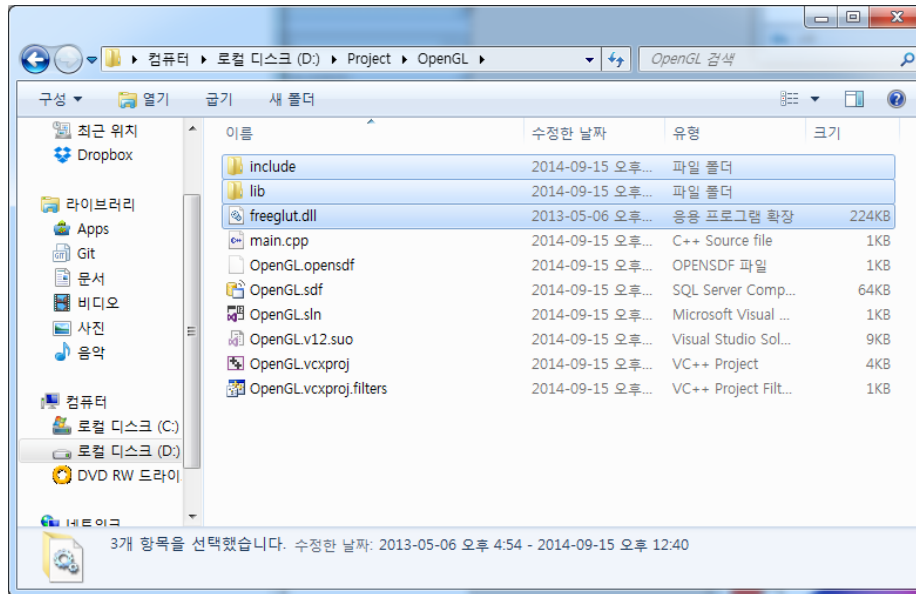 컴퓨터 ▸ 로컬 디스크 (D:) ▸ Project ▸ OpenGL ▸
OpenGL 검색
구성 열기 굽기 새 폴더
최근 위치
Dropbox
라이브러리
Apps
Git
문서
비디오
사진
음악
컴퓨터
로컬 디스크 (C:)
로컬 디스크 (D:)
DVD RW 드라이
네트워크
이름 수정한 날짜 유형 크기
include 2014-09-15 오후... 파일 폴더
lib 2014-09-15 오후... 파일 폴더
freeglut.dll 2013-05-06 오후... 응용 프로그램 확장 224KB
main.cpp 2014-09-15 오후... C++ Source file 1KB
OpenGL.opensdf 2014-09-15 오후... OPENSDF 파일 1KB
OpenGL.sdf 2014-09-15 오후... SQL Server Comp... 64KB
OpenGL.sln 2014-09-15 오후... Microsoft Visual ... 1KB
OpenGL.v12.suo 2014-09-15 오후... Visual Studio Sol... 9KB
OpenGL.vcxproj 2014-09-15 오후... VC++ Project 4KB
OpenGL.vcxproj.filters 2014-09-15 오후... VC++ Project Filt... 1KB
3개 항목을 선택했습니다. 수정한 날짜: 2013-05-06 오후 4:54 - 2014-09-15 오후 12:40